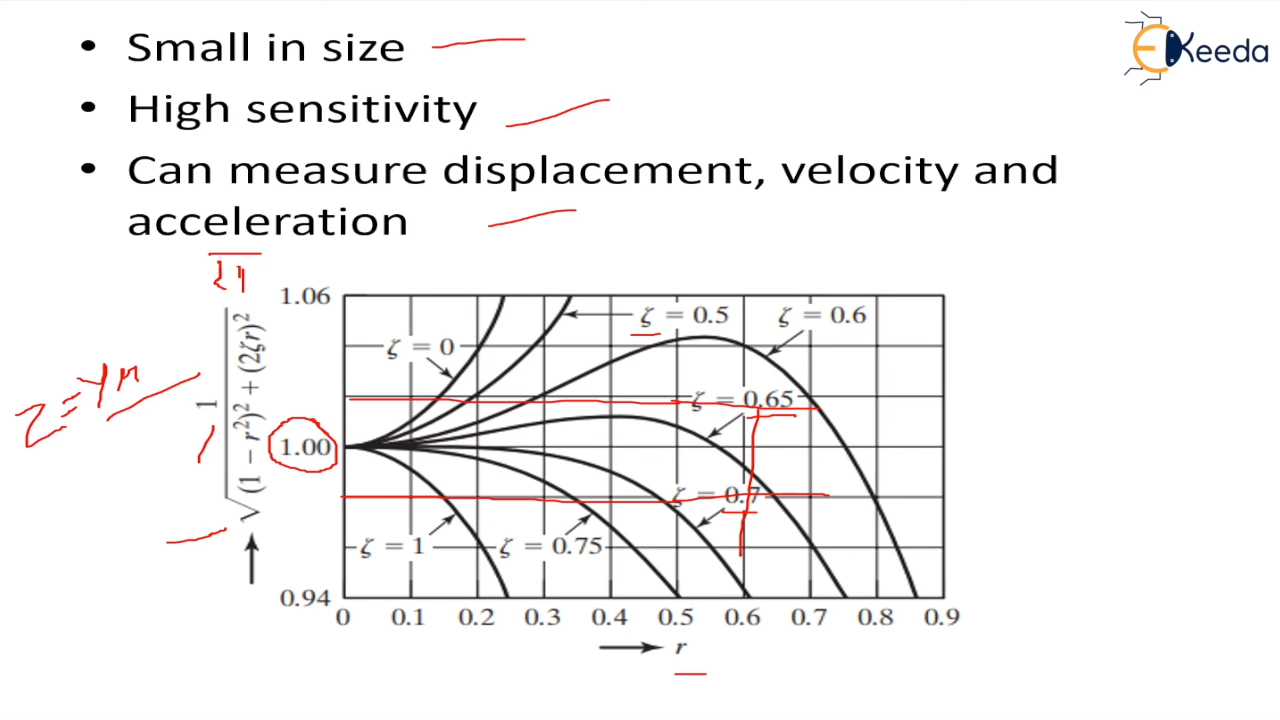 • Small in size
EKeeda
• High sensitivity
• Can measure displacement, velocity and
acceleration
1.06
1.00
0.94
1
√(1 − r²)² + (2ζr)²
ζ = 0
ζ = 0.5
ζ = 0.6
ζ = 0.65
ζ = 0.7
ζ = 1
ζ = 0.75
0 0.1 0.2 0.3 0.4 0.5 0.6 0.7 0.8 0.9
r